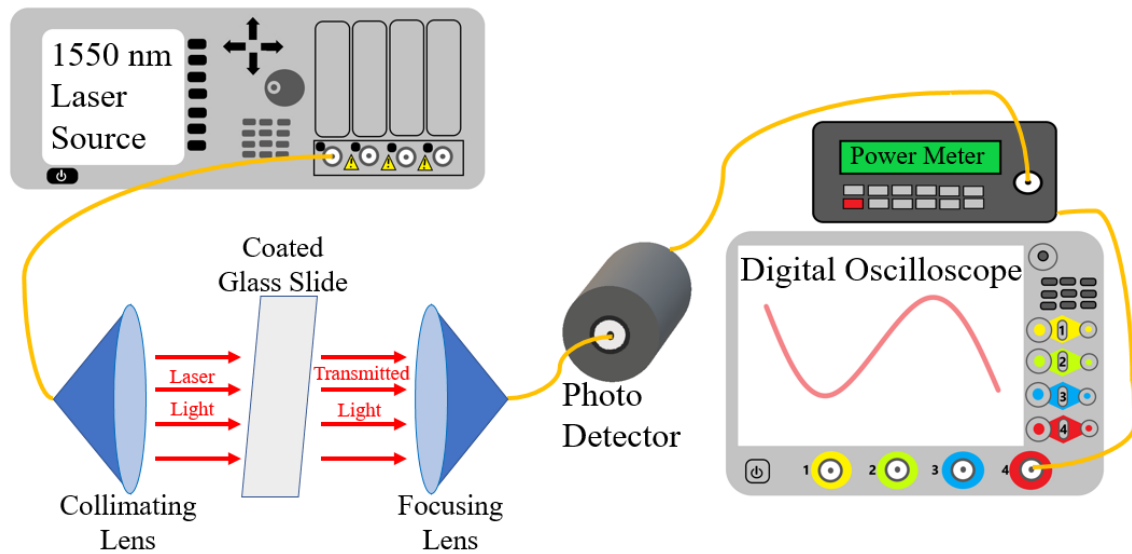 1550 nm
Laser
Source
Power Meter
Digital Oscilloscope
1
2
3
4
1
2
3
4
Coated
Glass Slide
Laser
Light
Transmitted
Light
Photo
Detector
Collimating
Lens
Focusing
Lens